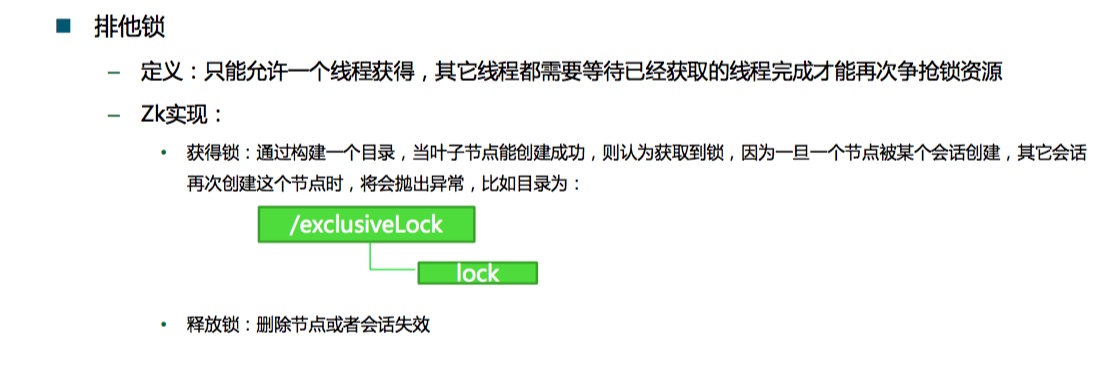 排他锁
– 定义：只能允许一个线程获得，其它线程都需要等待已经获取的线程完成才能再次争抢锁资源
– Zk实现：
• 获得锁：通过构建一个目录，当叶子节点能创建成功，则认为获取到锁，因为一旦一个节点被某个会话创建，其它会话
再次创建这个节点时，将会抛出异常，比如目录为：
/exclusiveLock
lock
• 释放锁：删除节点或者会话失效